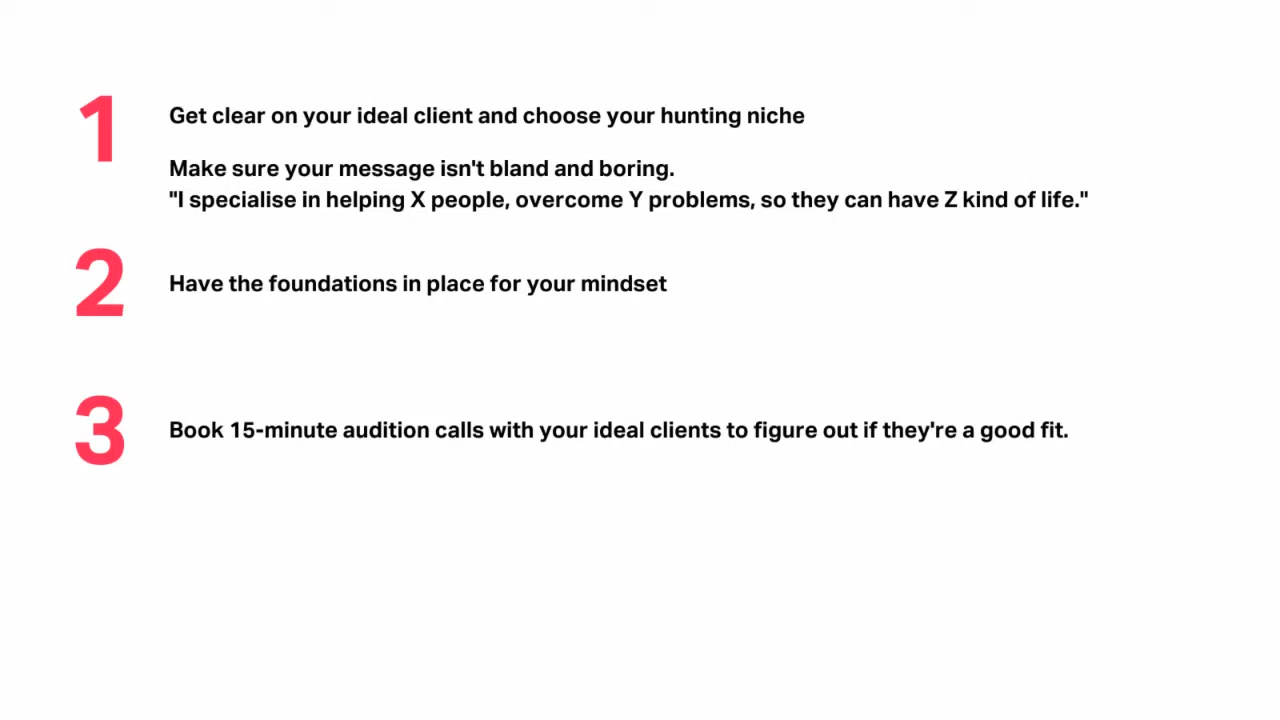 1
Get clear on your ideal client and choose your hunting niche
Make sure your message isn't bland and boring.
"I specialise in helping X people, overcome Y problems, so they can have Z kind of life."
2
Have the foundations in place for your mindset
3
Book 15-minute audition calls with your ideal clients to figure out if they're a good fit.